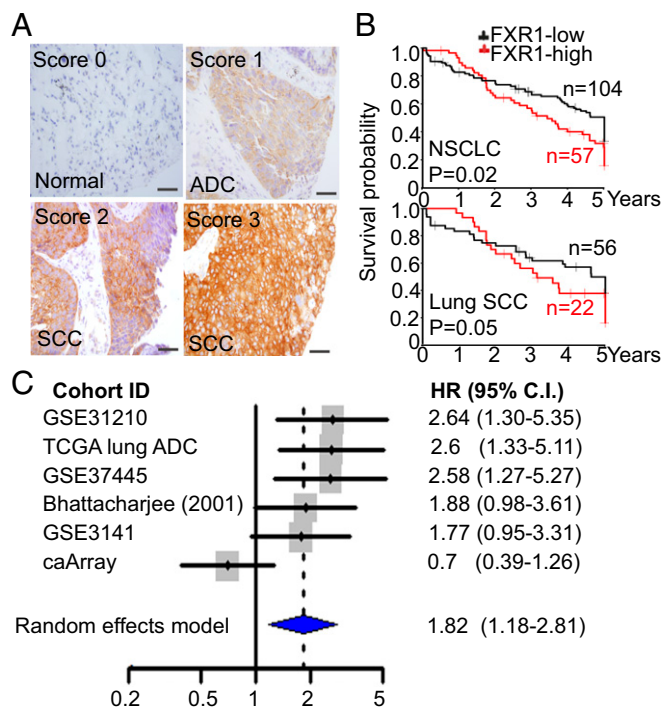 A
Score 0
Normal
Score 1
ADC
Score 2
SCC
Score 3
SCC
B
FXR1-low
FXR1-high
Survival probability
1.0
0.8
0.6
0.4
0.2
0
n=104
n=57
NSCLC
P=0.02
0 1 2 3 4 5 Years
1.0
0.8
0.6
0.4
0.2
0.0
n=56
n=22
Lung SCC
P=0.05
0 1 2 3 4 5 Years
C
Cohort ID HR (95% C.I.)
GSE31210 2.64 (1.30-5.35)
TCGA lung ADC 2.6 (1.33-5.11)
GSE37445 2.58 (1.27-5.27)
Bhattacharjee (2001) 1.88 (0.98-3.61)
GSE3141 1.77 (0.95-3.31)
caArray 0.7 (0.39-1.26)
Random effects model 1.82 (1.18-2.81)
0.2 0.5 1 2 5